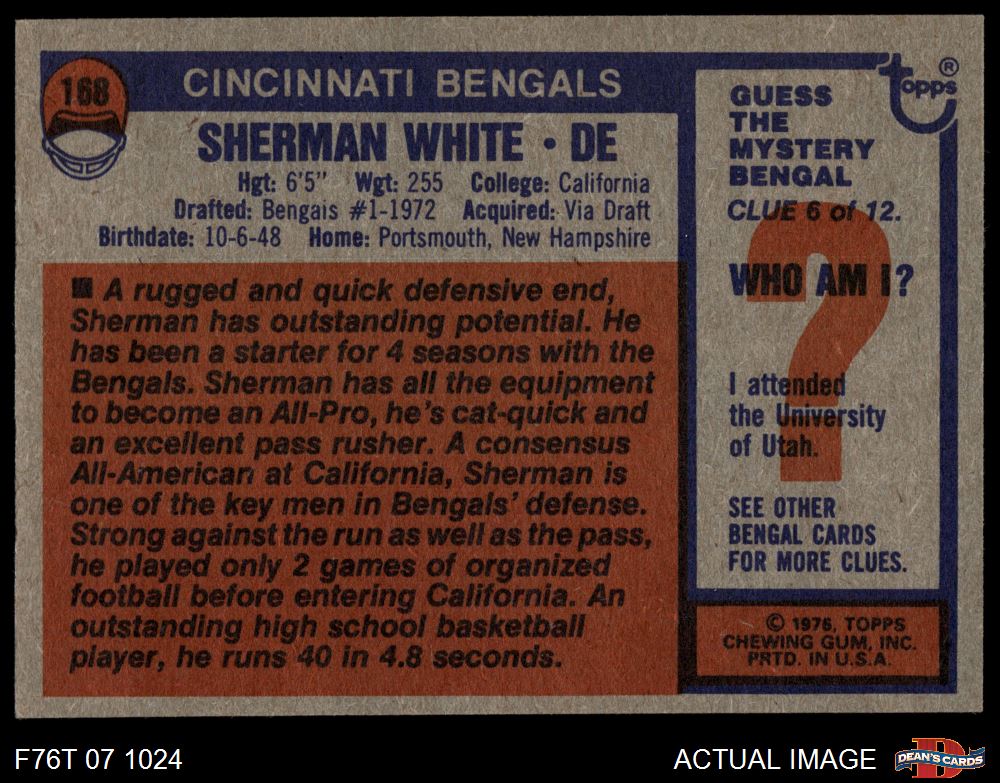 168
CINCINNATI BENGALS
SHERMAN WHITE • DE
Hgt: 6'5" Wgt: 255 College: California
Drafted: Bengals #1-1972 Acquired: Via Draft
Birthdate: 10-6-48 Home: Portsmouth, New Hampshire
■ A rugged and quick defensive end,
Sherman has outstanding potential. He
has been a starter for 4 seasons with the
Bengals. Sherman has all the equipment
to become an All-Pro, he's cat-quick and
an excellent pass rusher. A consensus
All-American at California, Sherman is
one of the key men in Bengals' defense.
Strong against the run as well as the pass,
he played only 2 games of organized
football before entering California. An
outstanding high school basketball
player, he runs 40 in 4.8 seconds.
Topps ®
GUESS
THE
MYSTERY
BENGAL
CLUE 6 of 12.
?
WHO AM I?
I attended
the University
of Utah.
SEE OTHER
BENGAL CARDS
FOR MORE CLUES.
© 1976, TOPPS
CHEWING GUM, INC.
PRTD. IN U.S.A.
F76T 07 1024
ACTUAL IMAGE
D
DEAN'S CARDS